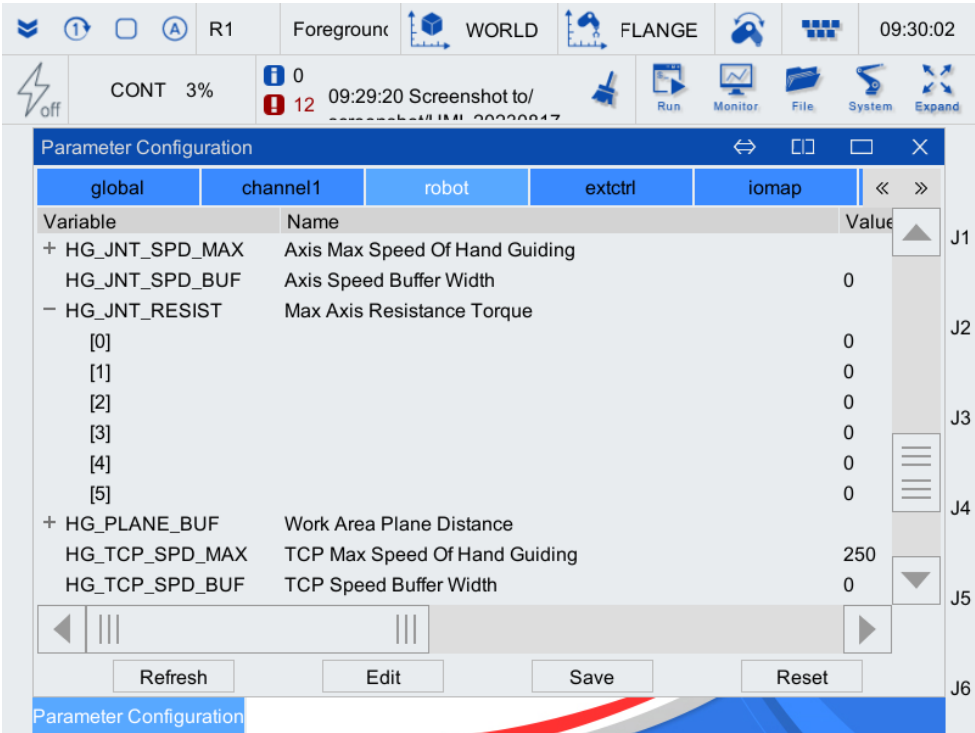 1 A R1 Foregrounc WORLD FLANGE 09:30:02
off CONT 3% i 0
! 12 09:29:20 Screenshot to/
Run Monitor File System Expand
Parameter Configuration
global channel1 robot extctrl iomap « »
Variable Name Value
+ HG_JNT_SPD_MAX Axis Max Speed Of Hand Guiding
J1
HG_JNT_SPD_BUF Axis Speed Buffer Width 0
− HG_JNT_RESIST Max Axis Resistance Torque
J2
[0] 0
[1] 0
[2] 0
J3
[3] 0
[4] 0
[5] 0
J4
+ HG_PLANE_BUF Work Area Plane Distance
HG_TCP_SPD_MAX TCP Max Speed Of Hand Guiding 250
HG_TCP_SPD_BUF TCP Speed Buffer Width 0
J5
Refresh Edit Save Reset
J6
Parameter Configuration